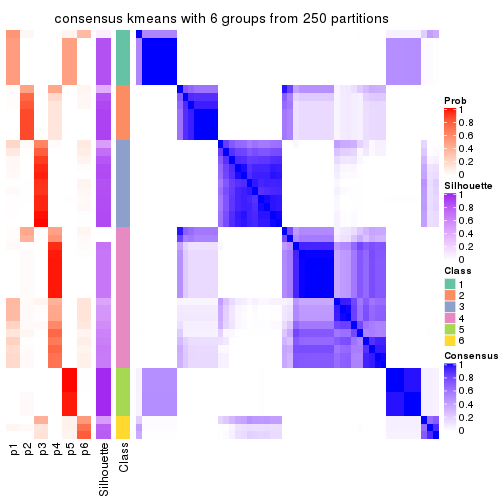 consensus kmeans with 6 groups from 250 partitions
Prob
1
0.8
0.6
0.4
0.2
0
Silhouette
1
0.8
0.6
0.4
0.2
0
Class
1
2
3
4
5
6
Consensus
1
0.8
0.6
0.4
0.2
0
p1
p2
p3
p4
p5
p6
Silhouette
Class